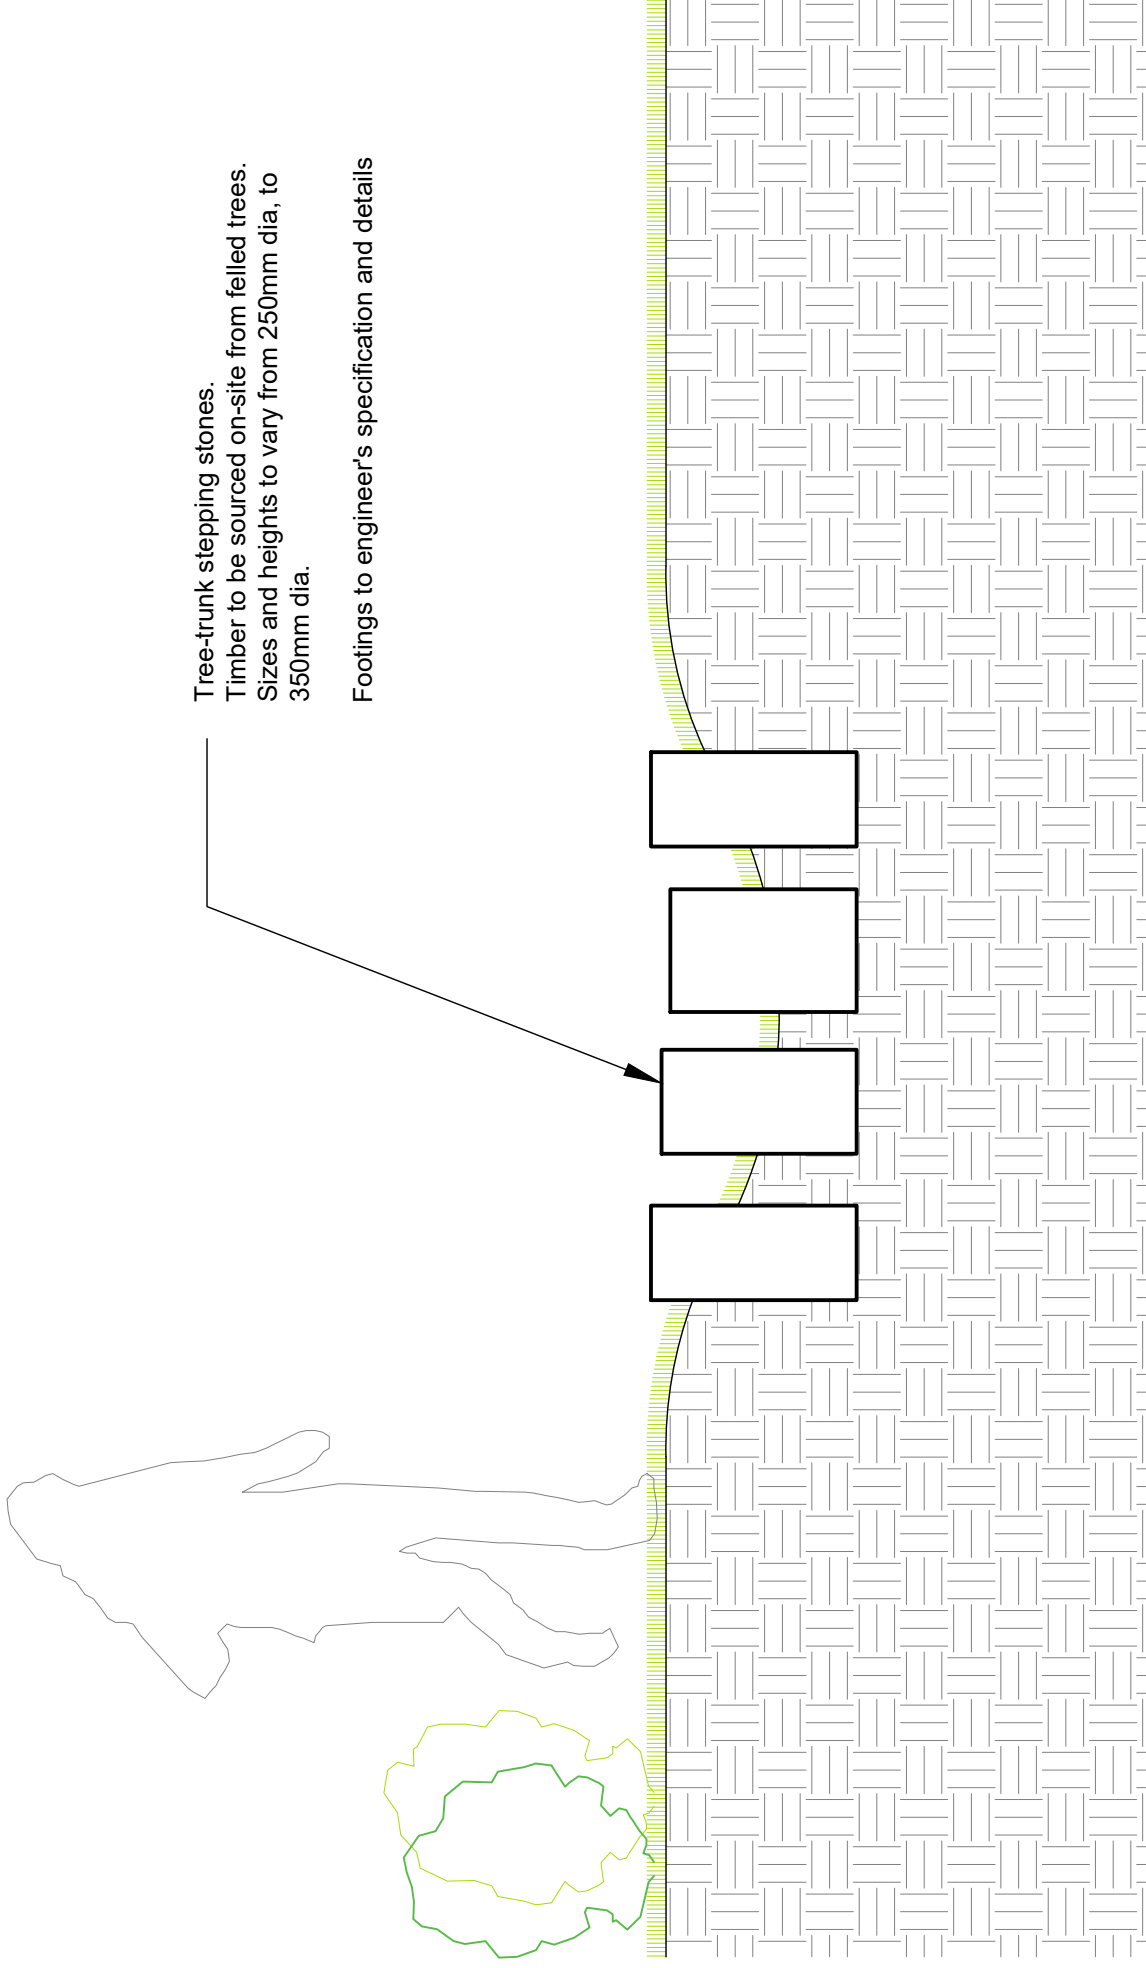 Tree-trunk stepping stones.
Timber to be sourced on-site from felled trees.
Sizes and heights to vary from 250mm dia, to
350mm dia.
Footings to engineer's specification and details